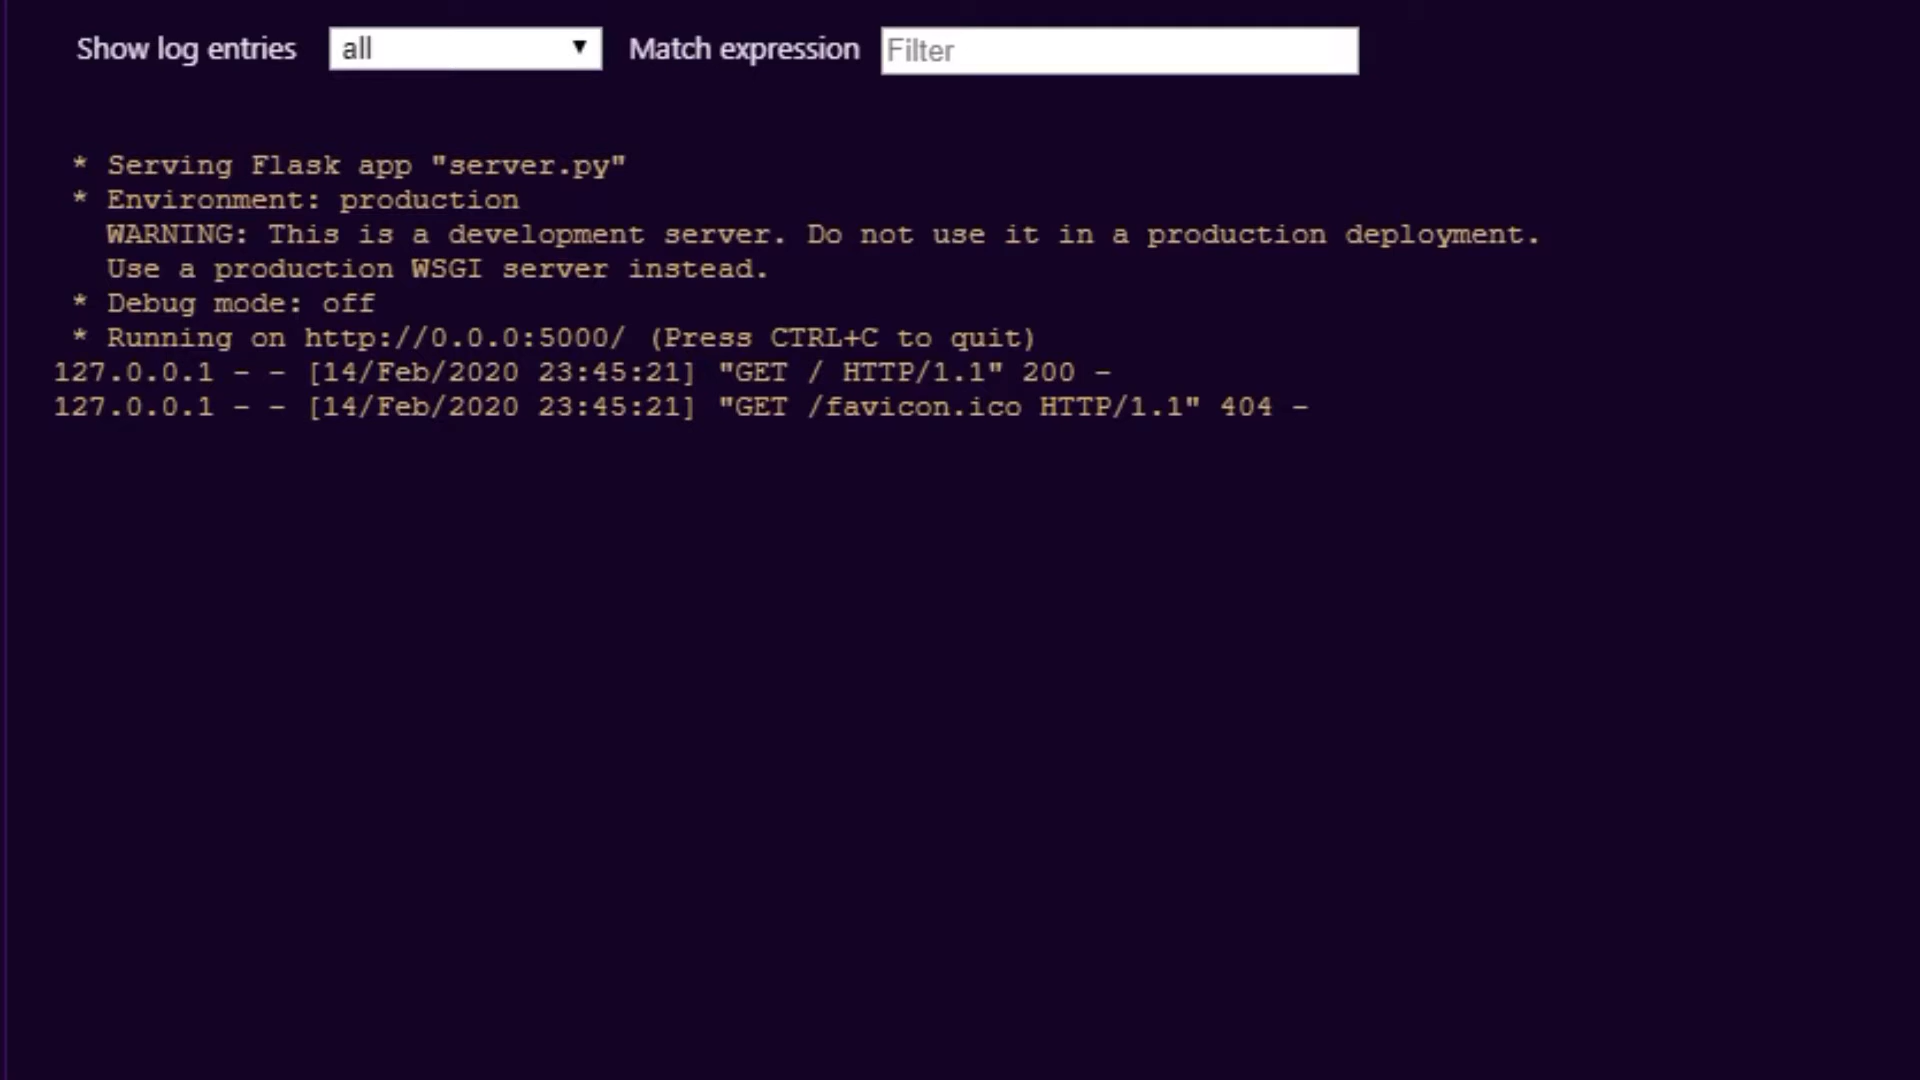 Show log entries all Match expression Filter
* Serving Flask app "server.py"
* Environment: production
WARNING: This is a development server. Do not use it in a production deployment.
Use a production WSGI server instead.
* Debug mode: off
* Running on http://0.0.0:5000/ (Press CTRL+C to quit)
127.0.0.1 - - [14/Feb/2020 23:45:21] "GET / HTTP/1.1" 200 -
127.0.0.1 - - [14/Feb/2020 23:45:21] "GET /favicon.ico HTTP/1.1" 404 -